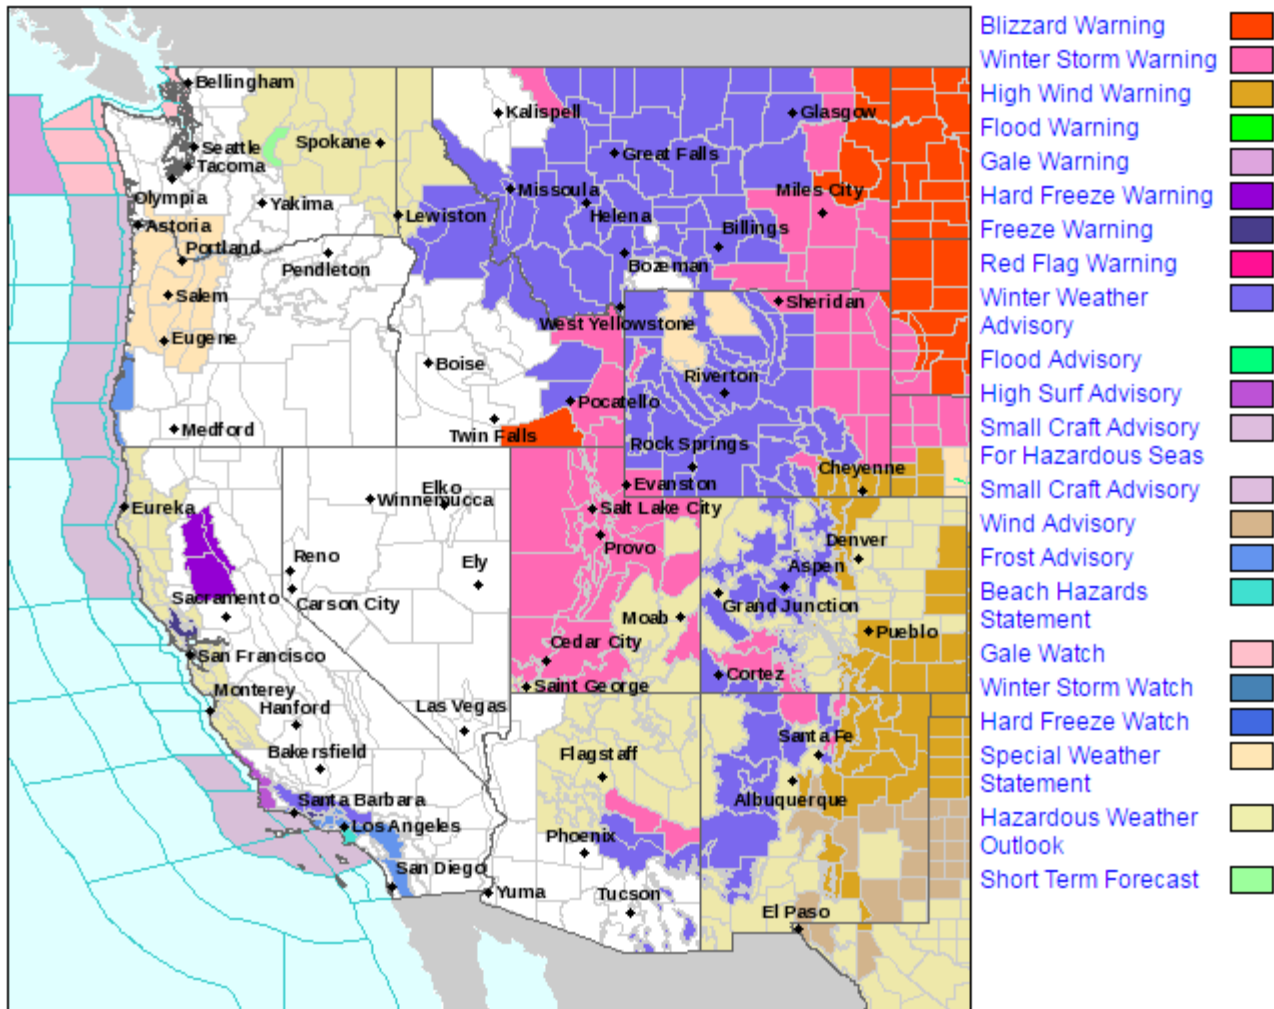 Bellingham
Kalispell
Glasgow
Seattle
Spokane
Great Falls
Tacoma
Missoula
Miles City
Olympia
Yakima
Helena
Lewiston
Astoria
Billings
Portland
Pendleton
Bozeman
Salem
Sheridan
West Yellowstone
Eugene
Boise
Riverton
Pocatello
Medford
Twin Falls
Rock Springs
Cheyenne
Evanston
Elko
Winnemucca
Eureka
Salt Lake City
Denver
Provo
Reno
Ely
Aspen
Sacramento
Carson City
Grand Junction
Moab
Pueblo
Cedar City
San Francisco
Cortez
Saint George
Monterey
Hanford
Las Vegas
Santa Fe
Bakersfield
Flagstaff
Santa Barbara
Albuquerque
Los Angeles
Phoenix
San Diego
Yuma
Tucson
El Paso
Blizzard Warning
Winter Storm Warning
High Wind Warning
Flood Warning
Gale Warning
Hard Freeze Warning
Freeze Warning
Red Flag Warning
Winter Weather
Advisory
Flood Advisory
High Surf Advisory
Small Craft Advisory
For Hazardous Seas
Small Craft Advisory
Wind Advisory
Frost Advisory
Beach Hazards
Statement
Gale Watch
Winter Storm Watch
Hard Freeze Watch
Special Weather
Statement
Hazardous Weather
Outlook
Short Term Forecast